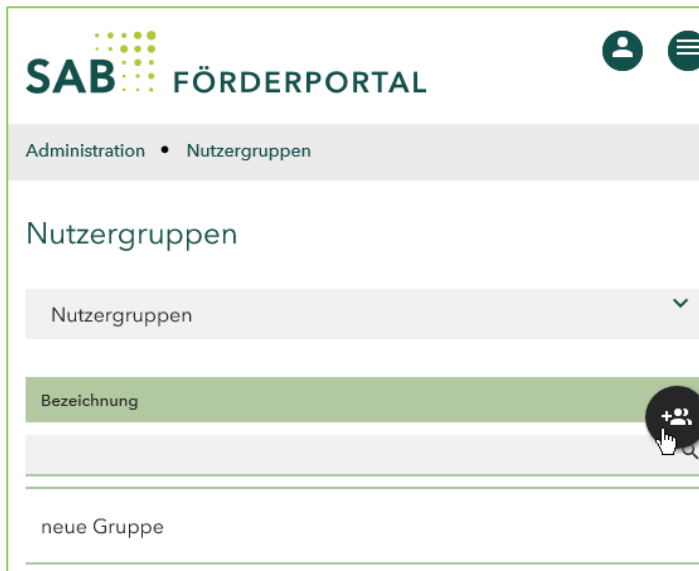 SAB FÖRDERPORTAL
Administration • Nutzergruppen
Nutzergruppen
Nutzergruppen
Bezeichnung
neue Gruppe